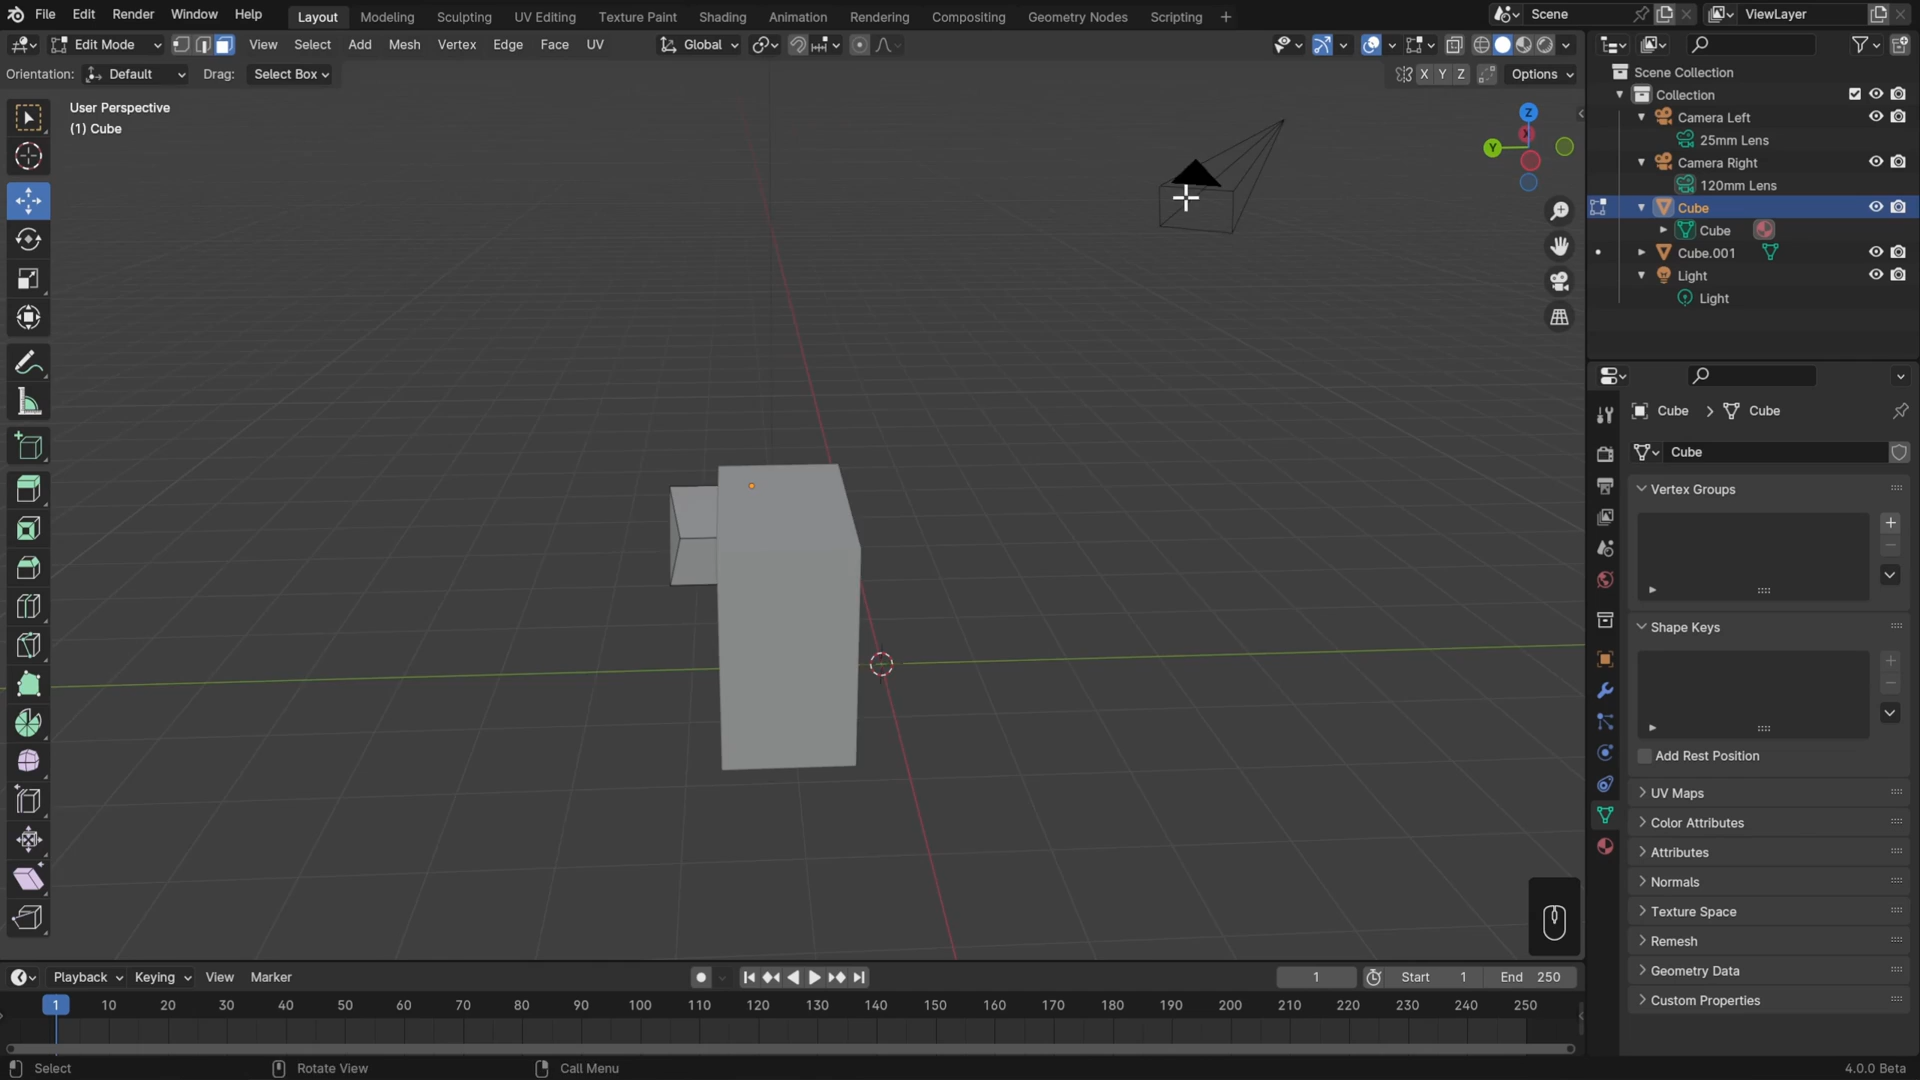 File Edit Render Window Help Layout Modeling Sculpting UV Editing Texture Paint Shading Animation Rendering Compositing Geometry Nodes Scripting + Scene ViewLayer
Edit Mode View Select Add Mesh Vertex Edge Face UV Global
Orientation: Default Drag: Select Box X Y Z Options
User Perspective
(1) Cube
Z
Y
Scene Collection
Collection
Camera Left
25mm Lens
Camera Right
120mm Lens
Cube
Cube
Cube.001
Light
Light
Cube > Cube
Cube
Vertex Groups
Shape Keys
Add Rest Position
UV Maps
Color Attributes
Attributes
Normals
Texture Space
Remesh
Geometry Data
Custom Properties
Playback Keying View Marker 1 Start 1 End 250
1 10 20 30 40 50 60 70 80 90 100 110 120 130 140 150 160 170 180 190 200 210 220 230 240 250
Select Rotate View Call Menu 4.0.0 Beta